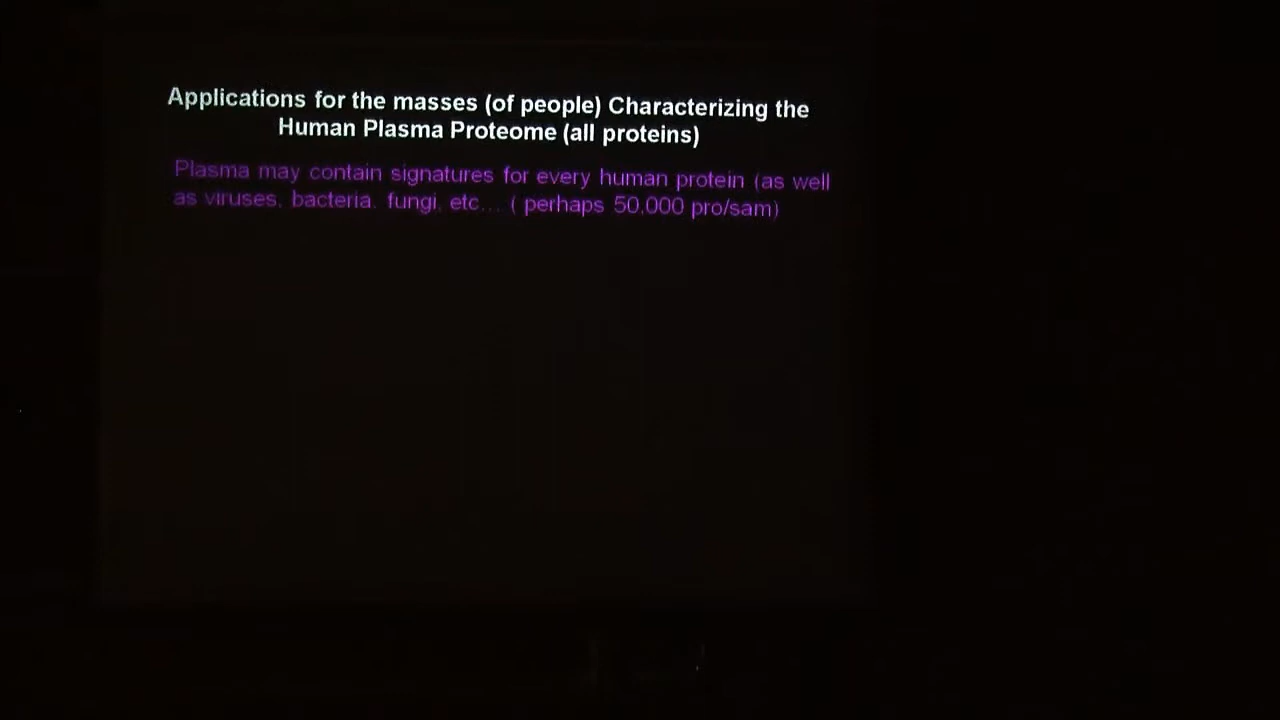 Applications for the masses (of people) Characterizing the
Human Plasma Proteome (all proteins)
Plasma may contain signatures for every human protein (as well
as viruses, bacteria, fungi, etc... ( perhaps 50,000 pro/sam)